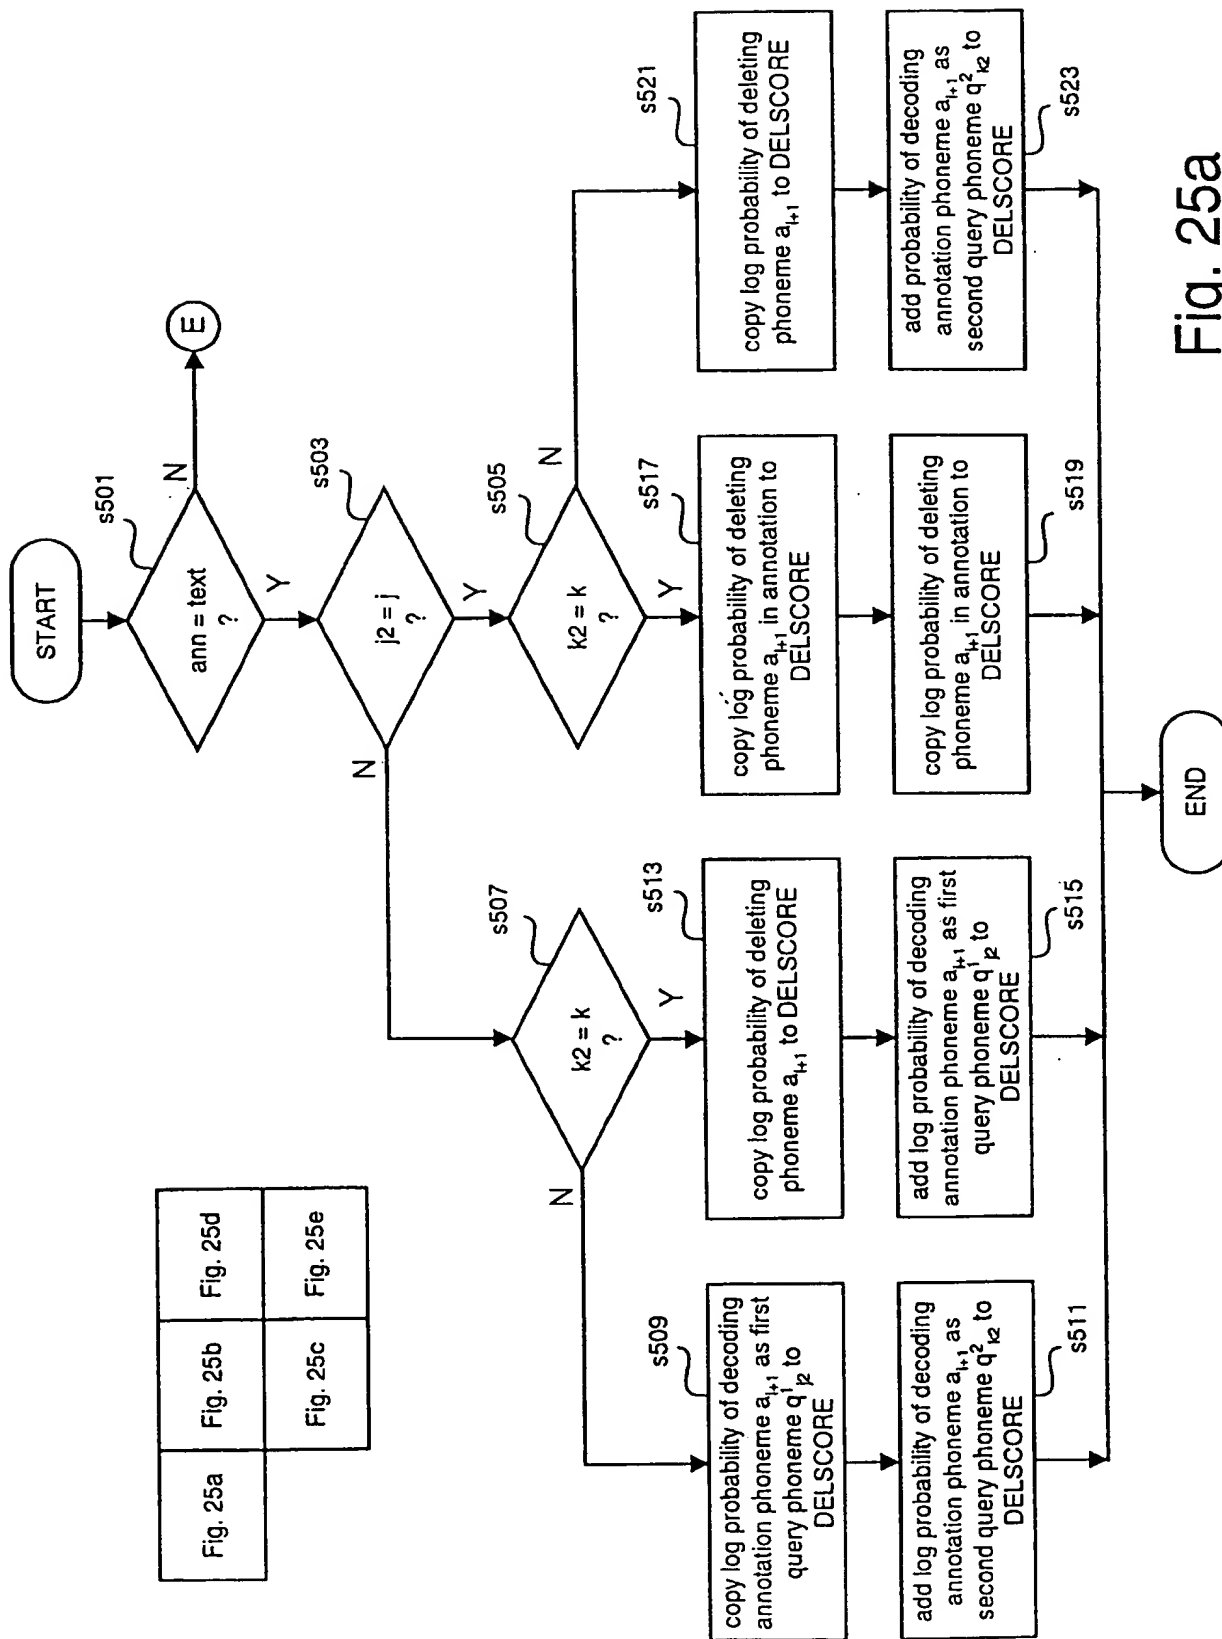 START
s501
ann = text
?
N
E
Y
s503
j2 = j
?
N
Y
s505
k2 = k
?
N
Y
s507
k2 = k
?
N
Y
s509
copy log probability of decoding
annotation phoneme a_{i+1} as first
query phoneme q^1_{j2} to
DELSCORE
s513
copy log probability of deleting
phoneme a_{i+1} to DELSCORE
s517
copy log probability of deleting
phoneme a_{i+1} in annotation to
DELSCORE
s521
copy log probability of deleting
phoneme a_{i+1} to DELSCORE
add log probability of decoding
annotation phoneme a_{i+1} as
second query phoneme q^2_{k2} to
DELSCORE
s511
add log probability of decoding
annotation phoneme a_{i+1} as first
query phoneme q^1_{j2} to
DELSCORE
s515
copy log probability of deleting
phoneme a_{i+1} in annotation to
DELSCORE
s519
add probability of decoding
annotation phoneme a_{i+1} as
second query phoneme q^2_{k2} to
DELSCORE
s523
END
Fig. 25a
Fig. 25b
Fig. 25d
Fig. 25c
Fig. 25e
Fig. 25a